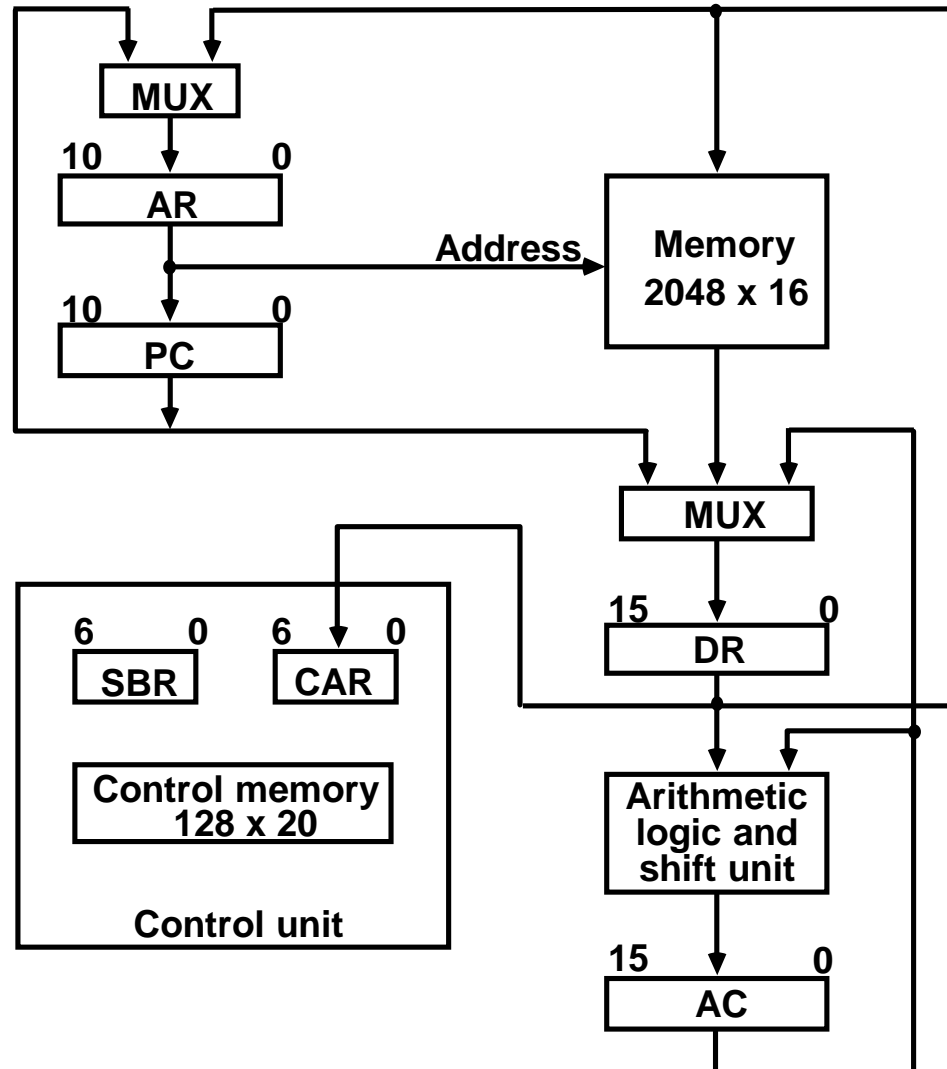 MUX
10 0
AR
Address
Memory
2048 x 16
10 0
PC
MUX
15 0
DR
6 0 6 0
SBR CAR
Control memory
128 x 20
Control unit
Arithmetic
logic and
shift unit
15 0
AC